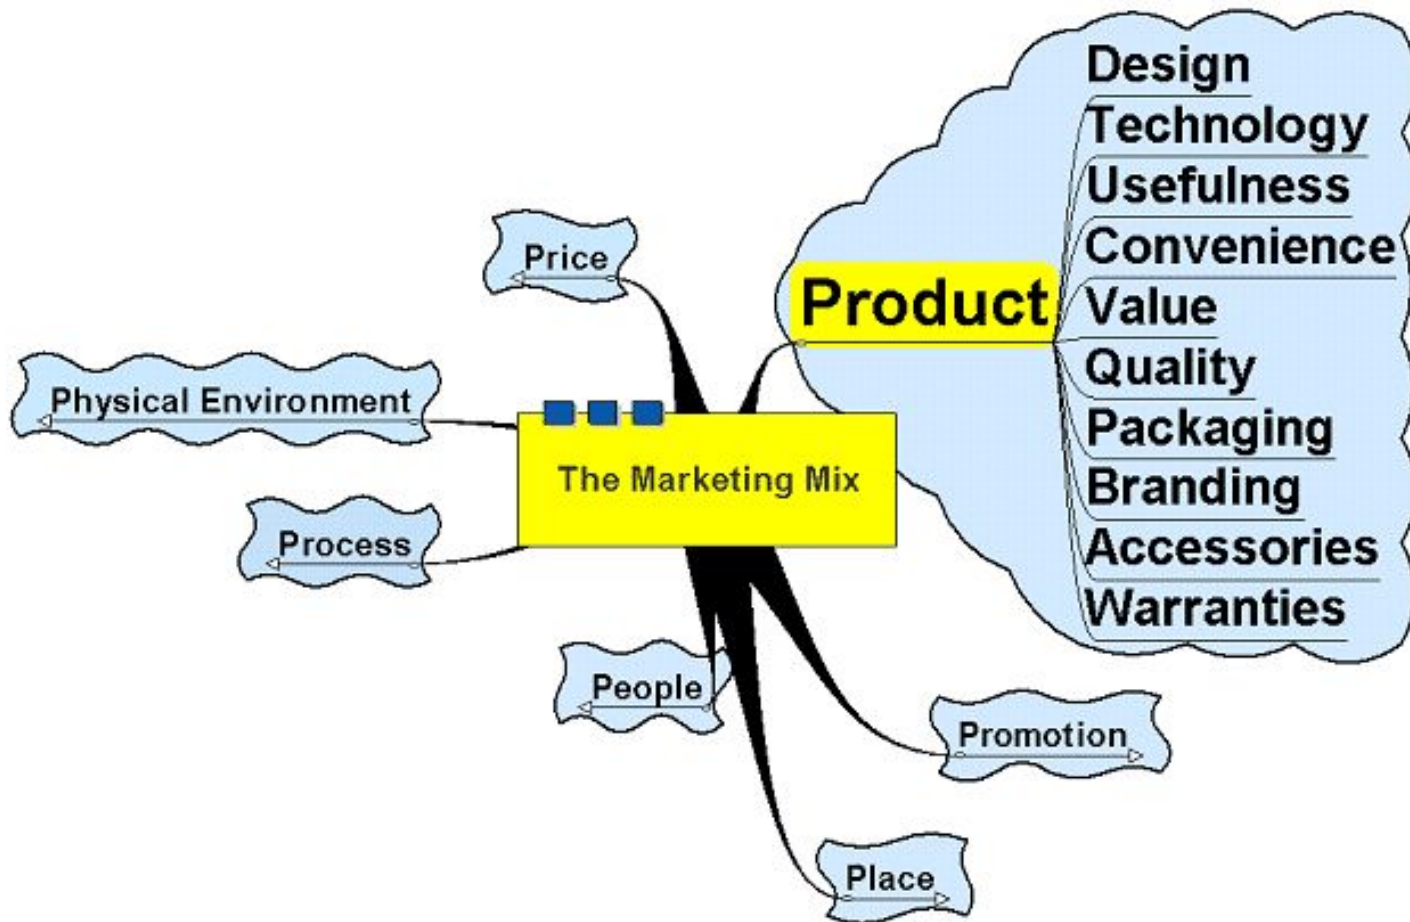 Design
Technology
Usefulness
Convenience
Value
Quality
Packaging
Branding
Accessories
Warranties
Product
Price
Physical Environment
The Marketing Mix
Process
People
Promotion
Place